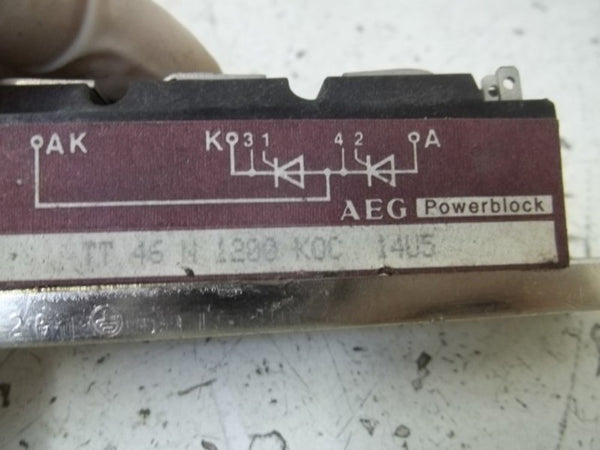 AK K 3 1 4 2 A
AEG Powerblock
TT 46 N 1200 KOC 14U5